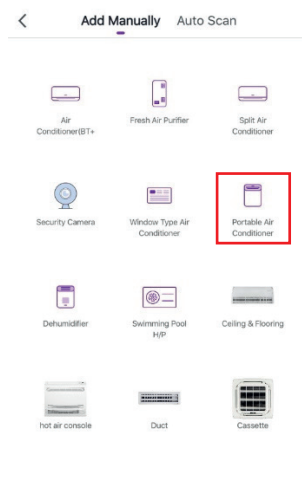 Add Manually Auto Scan
Air Fresh Air Purifier Split Air
Conditioner(BT+ Conditioner
Security Camera Window Type Air Portable Air
Conditioner Conditioner
Dehumidifier Swimming Pool Ceiling & Flooring
H/P
hot air console Duct Cassette